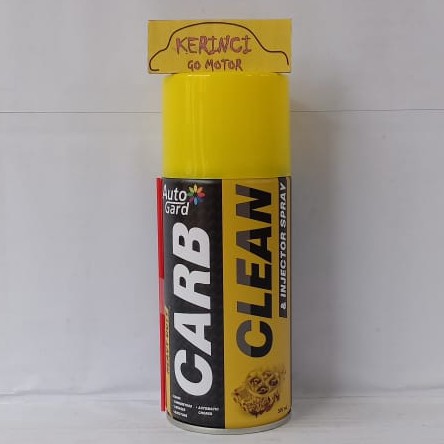 KERINCI
GO MOTOR
Auto
Gard
CARB
CLEAN
& INJECTOR SPRAY